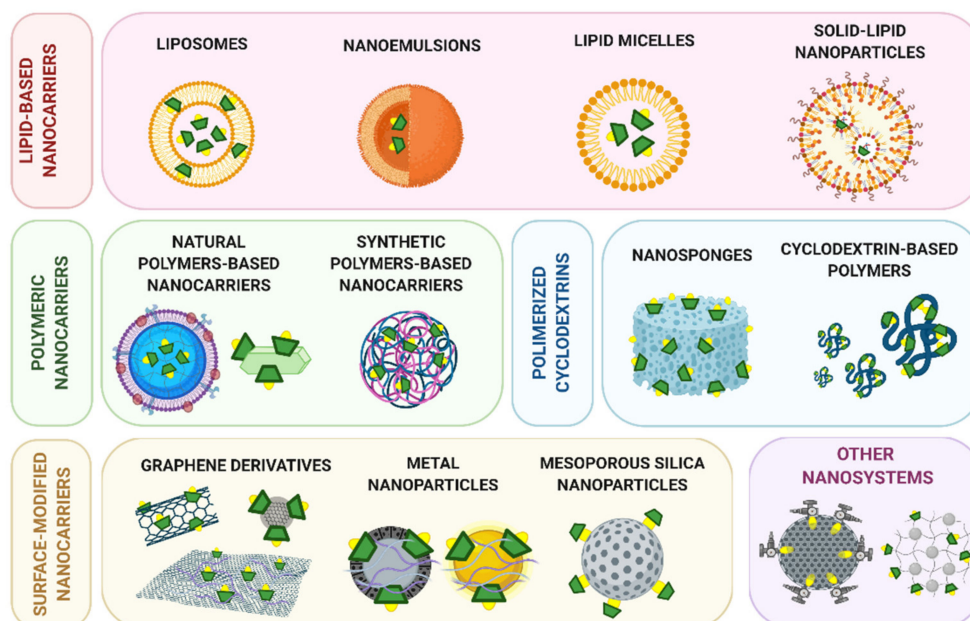 LIPID-BASED
NANOCARRIERS
LIPOSOMES
NANOEMULSIONS
LIPID MICELLES
SOLID-LIPID
NANOPARTICLES
POLYMERIC
NANOCARRIERS
NATURAL
POLYMERS-BASED
NANOCARRIERS
SYNTHETIC
POLYMERS-BASED
NANOCARRIERS
POLIMERIZED
CYCLODEXTRINS
NANOSPONGES
CYCLODEXTRIN-BASED
POLYMERS
SURFACE-MODIFIED
NANOCARRIERS
GRAPHENE DERIVATIVES
METAL
NANOPARTICLES
MESOPOROUS SILICA
NANOPARTICLES
OTHER
NANOSYSTEMS